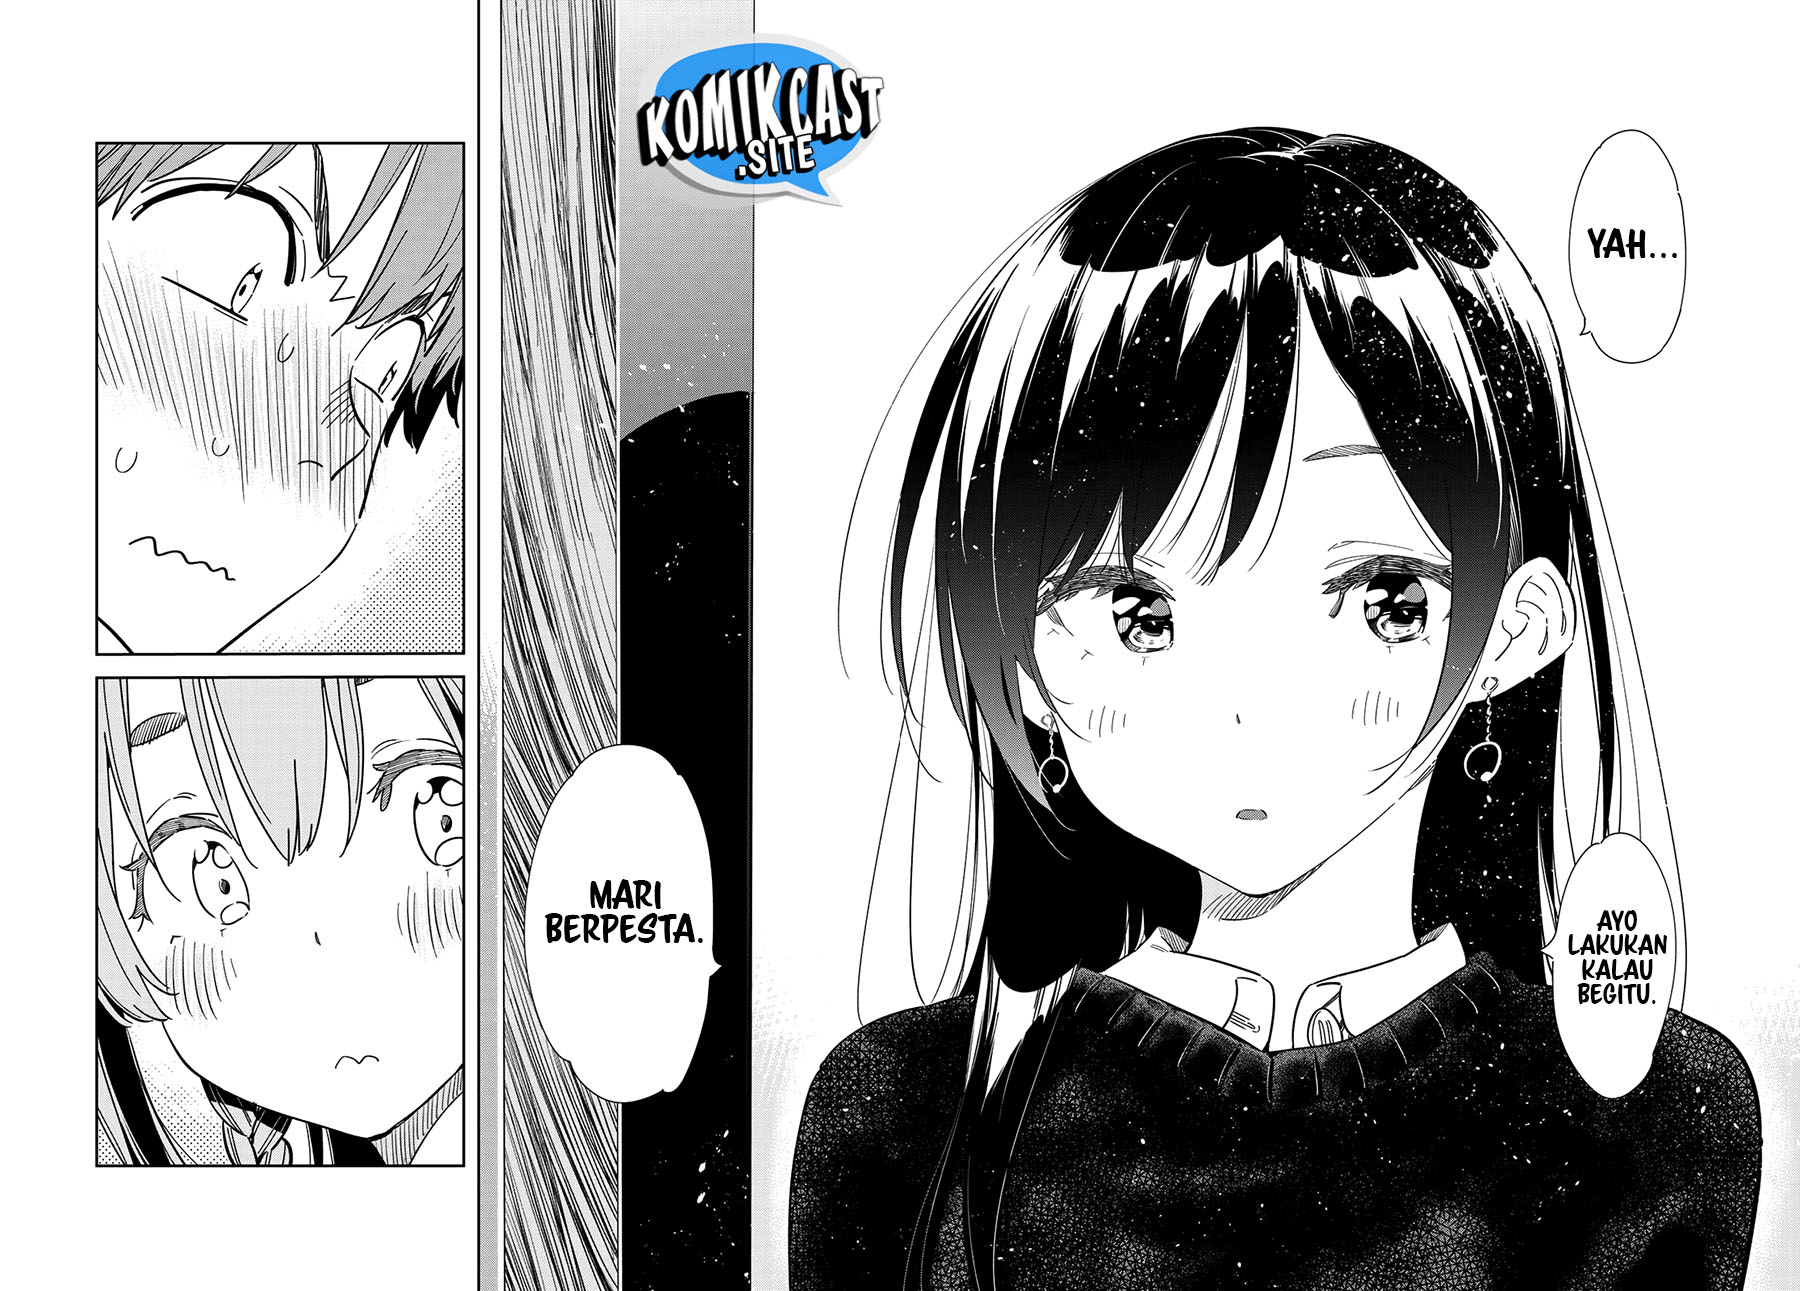 KOMIKCAST
.SITE
YAH...
AYO
LAKUKAN
KALAU
BEGITU.
MARI
BERPESTA.